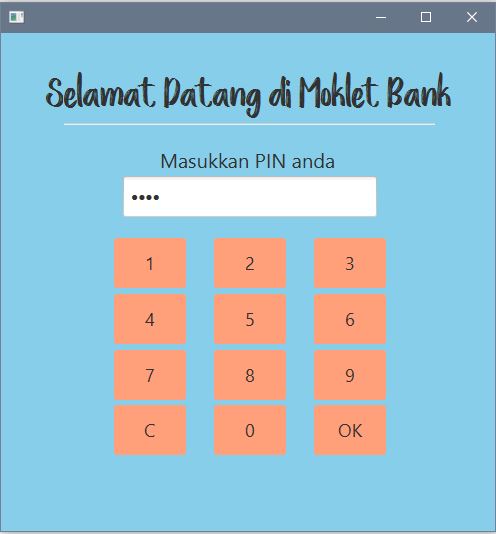 Selamat Datang di Moklet Bank
Masukkan PIN anda
••••
1 2 3
4 5 6
7 8 9
C 0 OK